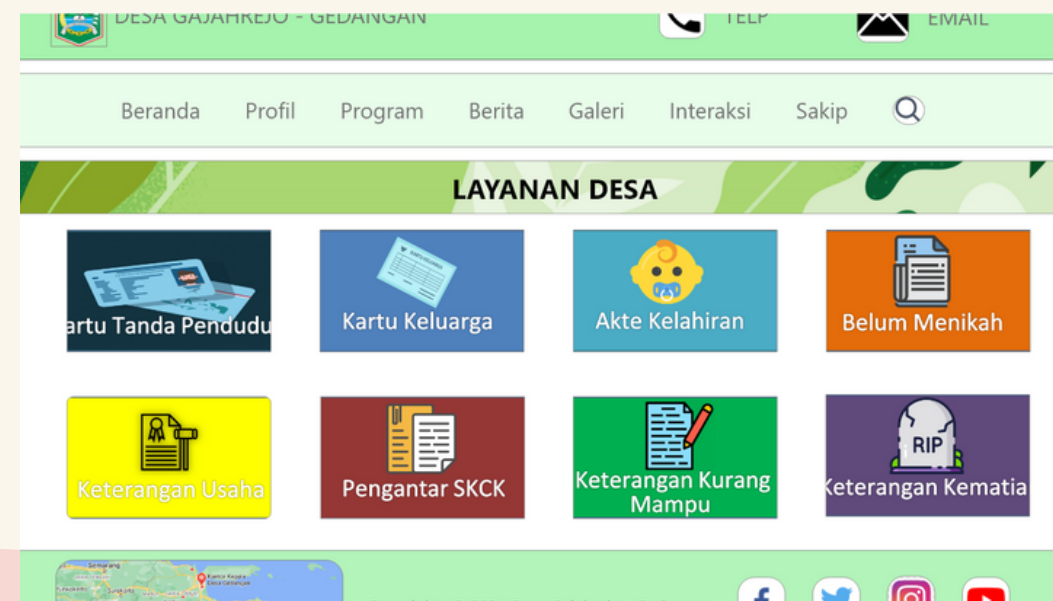 DESA GAJAHREJO - GEDANGAN
TELP
EMAIL
Beranda Profil Program Berita Galeri Interaksi Sakip
LAYANAN DESA
artu Tanda Pendudu
Kartu Keluarga
Akte Kelahiran
Belum Menikah
Keterangan Usaha
Pengantar SKCK
Keterangan Kurang
Mampu
RIP
Keterangan Kematia
Semarang